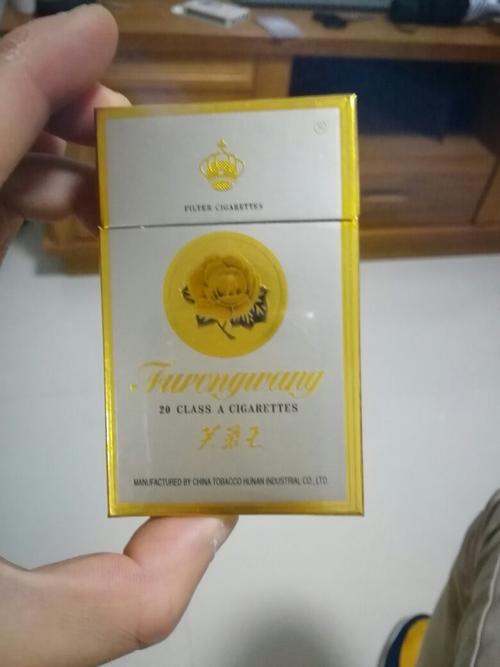 FILTER CIGARETTES
Furongwang
20 CLASS A CIGARETTES
芙蓉王
MANUFACTURED BY CHINA TOBACCO HUNAN INDUSTRIAL CO., LTD.